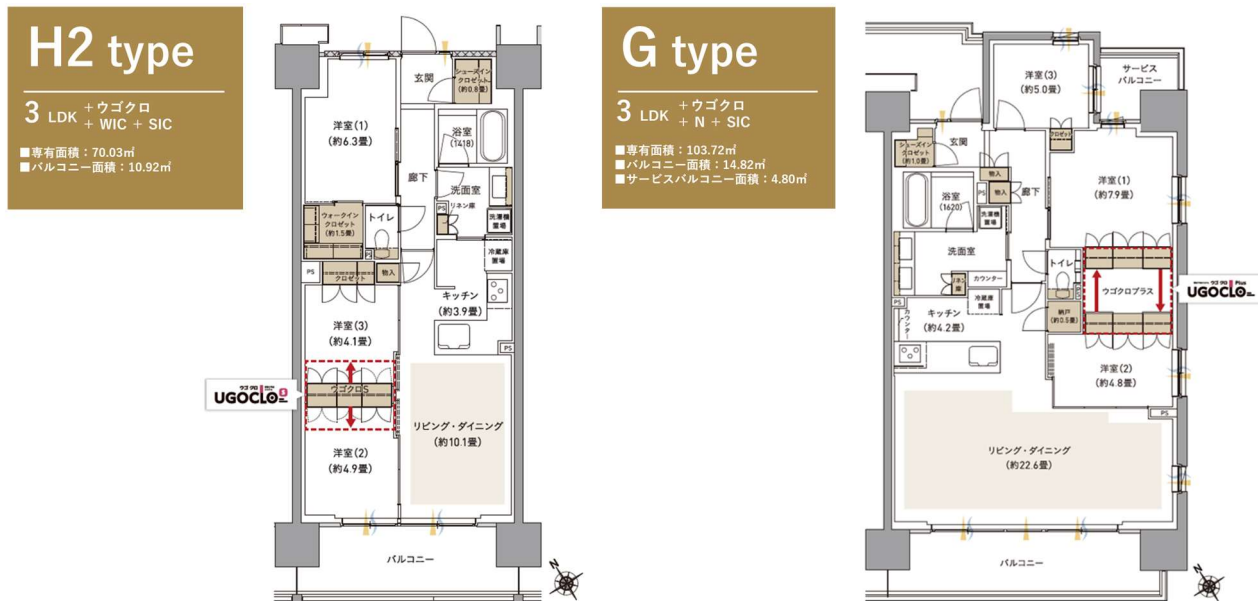 H2 type
3 LDK +ウゴクロ
+ WIC + SIC
■専有面積：70.03㎡
■バルコニー面積：10.92㎡
玄関
シューズイン
クロゼット
(約0.8畳)
洋室(1)
(約6.3畳)
浴室
(1418)
廊下
洗面室
リネン庫
PS
洗濯機
置場
ウォークイン
クロゼット
(約1.5畳)
トイレ
PS
冷蔵庫
置場
PS
クロゼット
物入
キッチン
(約3.9畳)
洋室(3)
(約4.1畳)
PS
ウゴクロS
ウゴクロ
UGOCLO S
リビング・ダイニング
(約10.1畳)
洋室(2)
(約4.9畳)
バルコニー
N
G type
3 LDK +ウゴクロ
+ N + SIC
■専有面積：103.72㎡
■バルコニー面積：14.82㎡
■サービスバルコニー面積：4.80㎡
洋室(3)
(約5.0畳)
サービス
バルコニー
玄関
シューズイン
クロゼット
(約1.0畳)
クロゼット
物入
浴室
(1620)
PS
物入
廊下
洋室(1)
(約7.9畳)
洗濯機
置場
洗面室
トイレ
PS
ウゴクロプラス
ウゴクロ Plus
UGOCLO
リネン
庫
カウンター
冷蔵庫
置場
PS
カウンター
キッチン
(約4.2畳)
納戸
(約0.5畳)
洋室(2)
(約4.8畳)
PS
リビング・ダイニング
(約22.6畳)
バルコニー
N